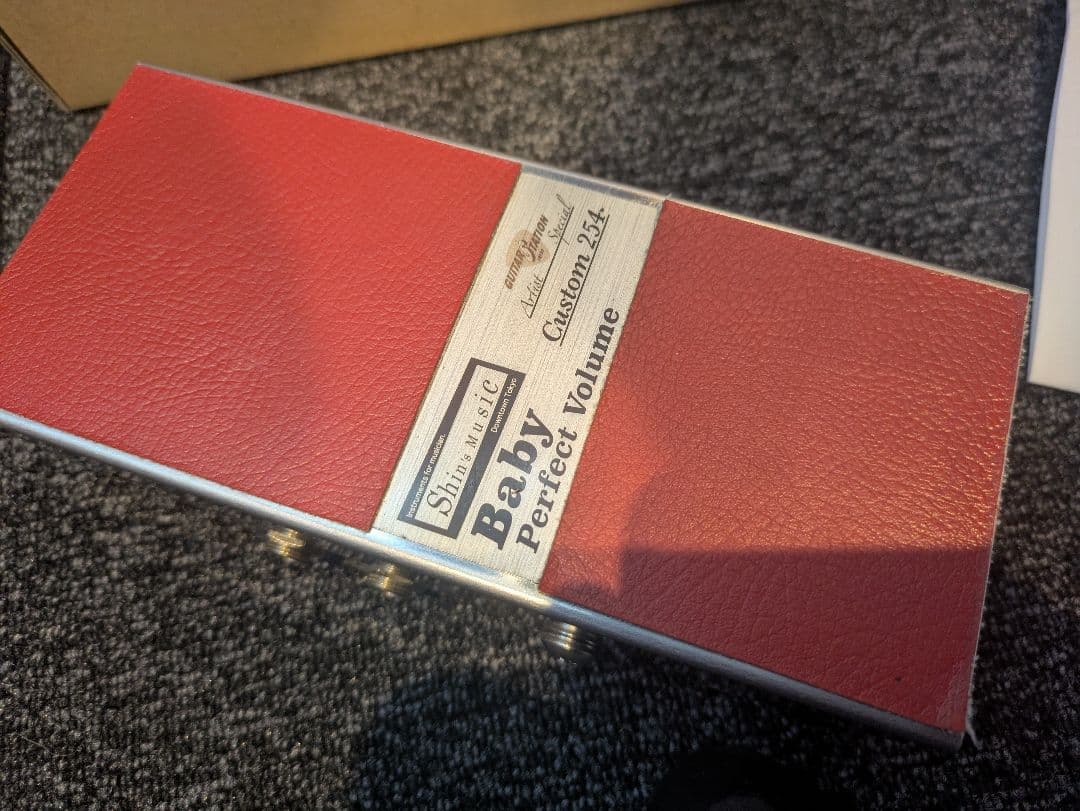 GUITAR STATION
Artist Special
Custom 254
Instruments for musician.
Shin's Music
Downtown Tokyo
Baby
Perfect Volume